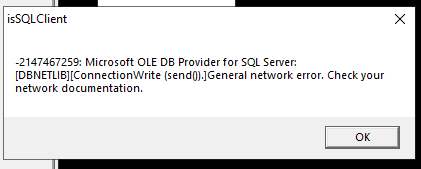 isSQLClient
-2147467259: Microsoft OLE DB Provider for SQL Server:
[DBNETLIB][ConnectionWrite (send()).]General network error. Check your
network documentation.
OK